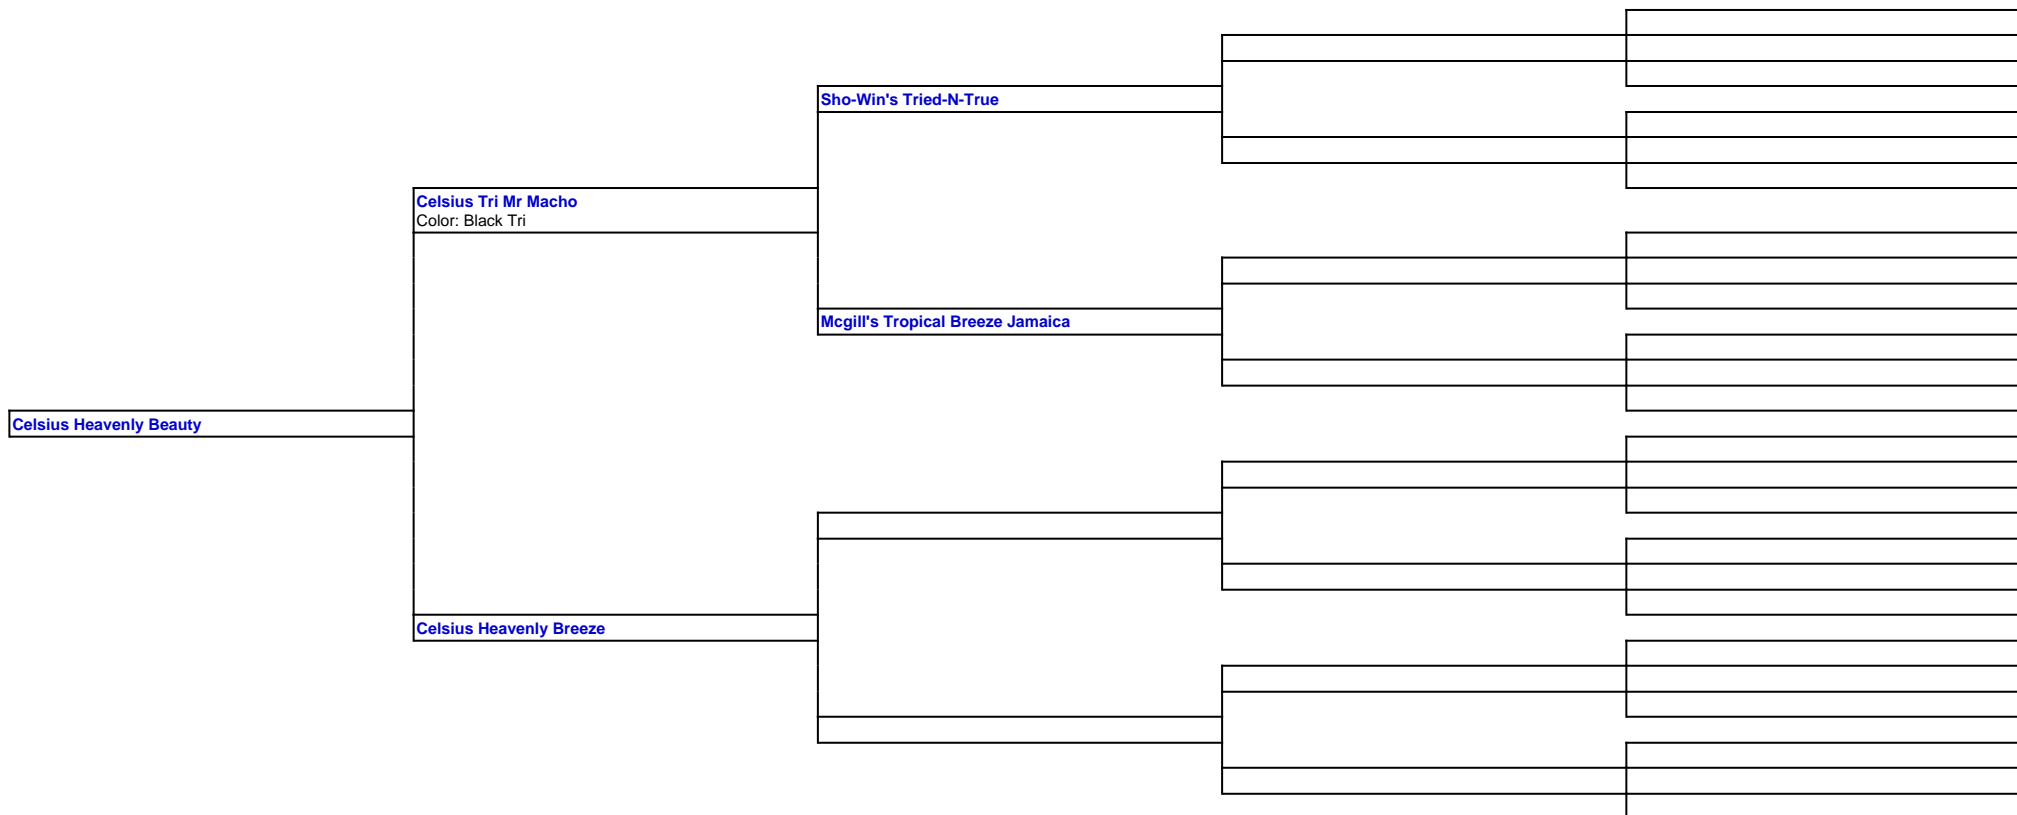 Sho-Win's Tried-N-True
Celsius Tri Mr Macho
Color: Black Tri
Mcgill's Tropical Breeze Jamaica
Celsius Heavenly Beauty
Celsius Heavenly Breeze